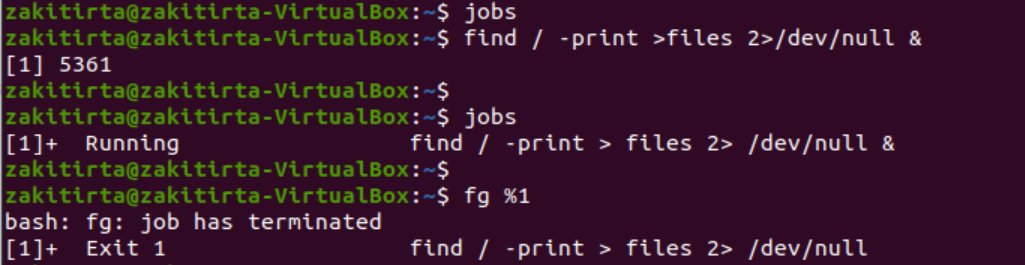 zakitirta@zakitirta-VirtualBox:~$ jobs
zakitirta@zakitirta-VirtualBox:~$ find / -print >files 2>/dev/null &
[1] 5361
zakitirta@zakitirta-VirtualBox:~$
zakitirta@zakitirta-VirtualBox:~$ jobs
[1]+  Running                 find / -print > files 2> /dev/null &
zakitirta@zakitirta-VirtualBox:~$
zakitirta@zakitirta-VirtualBox:~$ fg %1
bash: fg: job has terminated
[1]+  Exit 1                  find / -print > files 2> /dev/null